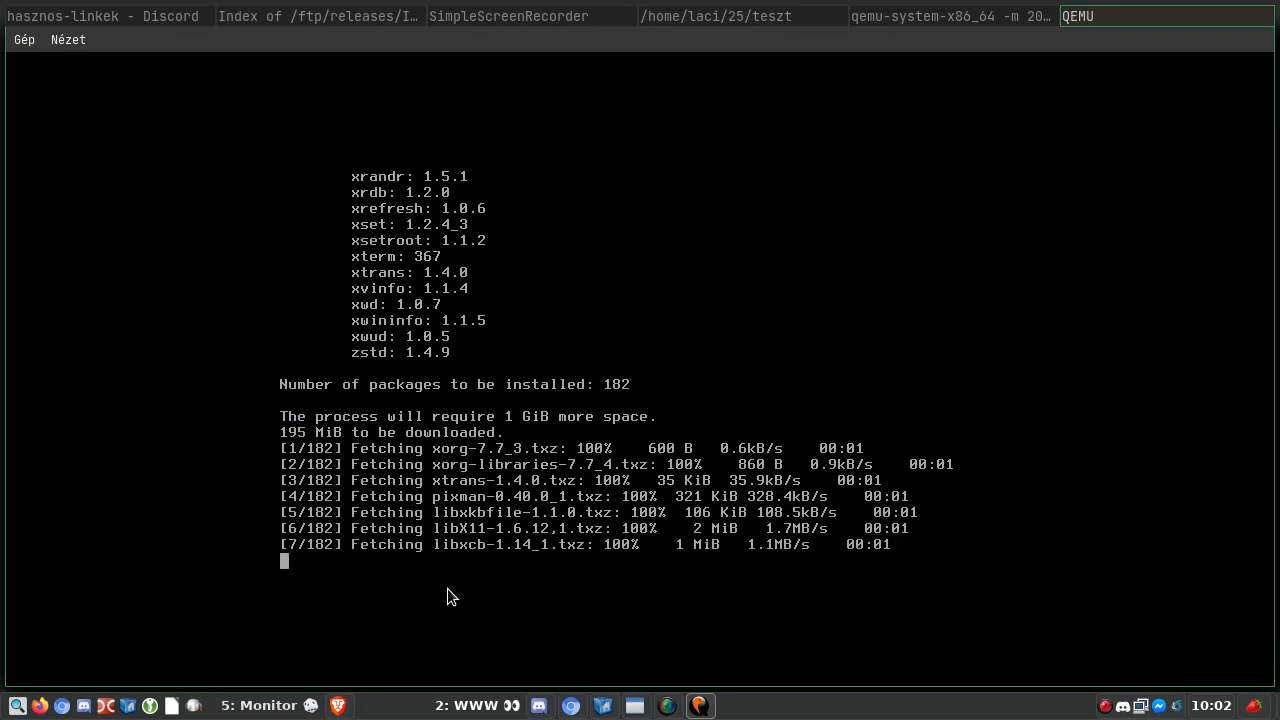 hasznos-linkek - Discord
Index of /ftp/releases/I…
SimpleScreenRecorder
/home/laci/25/teszt
qemu-system-x86_64 -m 20…
QEMU
Gép Nézet
xrandr: 1.5.1
xrdb: 1.2.0
xrefresh: 1.0.6
xset: 1.2.4_3
xsetroot: 1.1.2
xterm: 367
xtrans: 1.4.0
xvinfo: 1.1.4
xwd: 1.0.7
xwininfo: 1.1.5
xwud: 1.0.5
zstd: 1.4.9
Number of packages to be installed: 182
The process will require 1 GiB more space.
195 MiB to be downloaded.
[1/182] Fetching xorg-7.7_3.txz: 100% 600 B 0.6kB/s 00:01
[2/182] Fetching xorg-libraries-7.7_4.txz: 100% 860 B 0.9kB/s 00:01
[3/182] Fetching xtrans-1.4.0.txz: 100% 35 KiB 35.9kB/s 00:01
[4/182] Fetching pixman-0.40.0_1.txz: 100% 321 KiB 328.4kB/s 00:01
[5/182] Fetching libxkbfile-1.1.0.txz: 100% 106 KiB 108.5kB/s 00:01
[6/182] Fetching libX11-1.6.12,1.txz: 100% 2 MiB 1.7MB/s 00:01
[7/182] Fetching libxcb-1.14_1.txz: 100% 1 MiB 1.1MB/s 00:01
5: Monitor 2: WWW 10:02